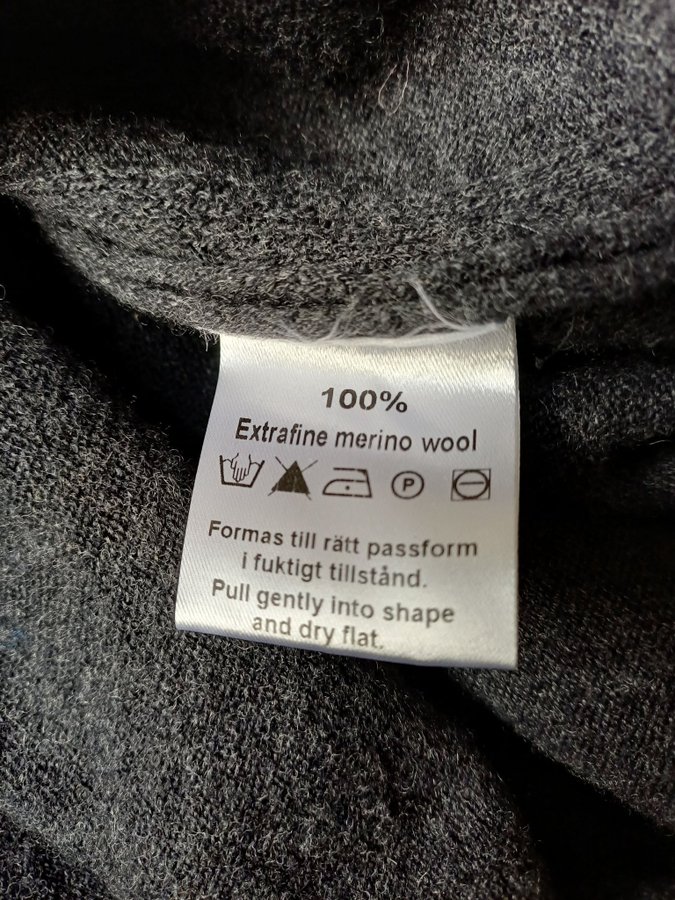 100%
Extrafine merino wool
P
Formas till rätt passform
i fuktigt tillstånd.
Pull gently into shape
and dry flat.